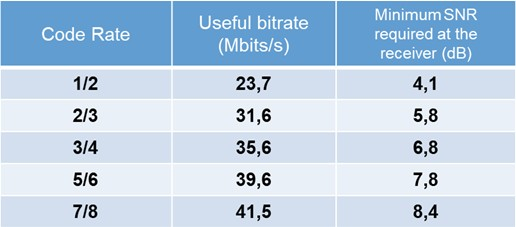 Code Rate
Useful bitrate
(Mbits/s)
Minimum SNR
required at the
receiver (dB)
1/2 23,7 4,1
2/3 31,6 5,8
3/4 35,6 6,8
5/6 39,6 7,8
7/8 41,5 8,4